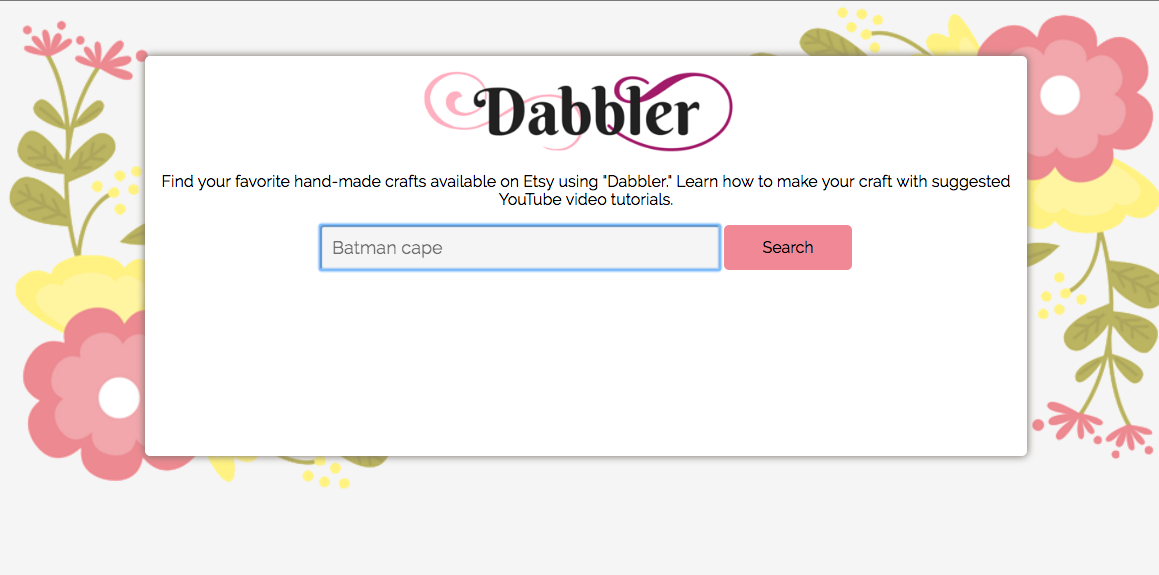 Dabbler
Find your favorite hand-made crafts available on Etsy using "Dabbler." Learn how to make your craft with suggested
YouTube video tutorials.
Batman cape
Search